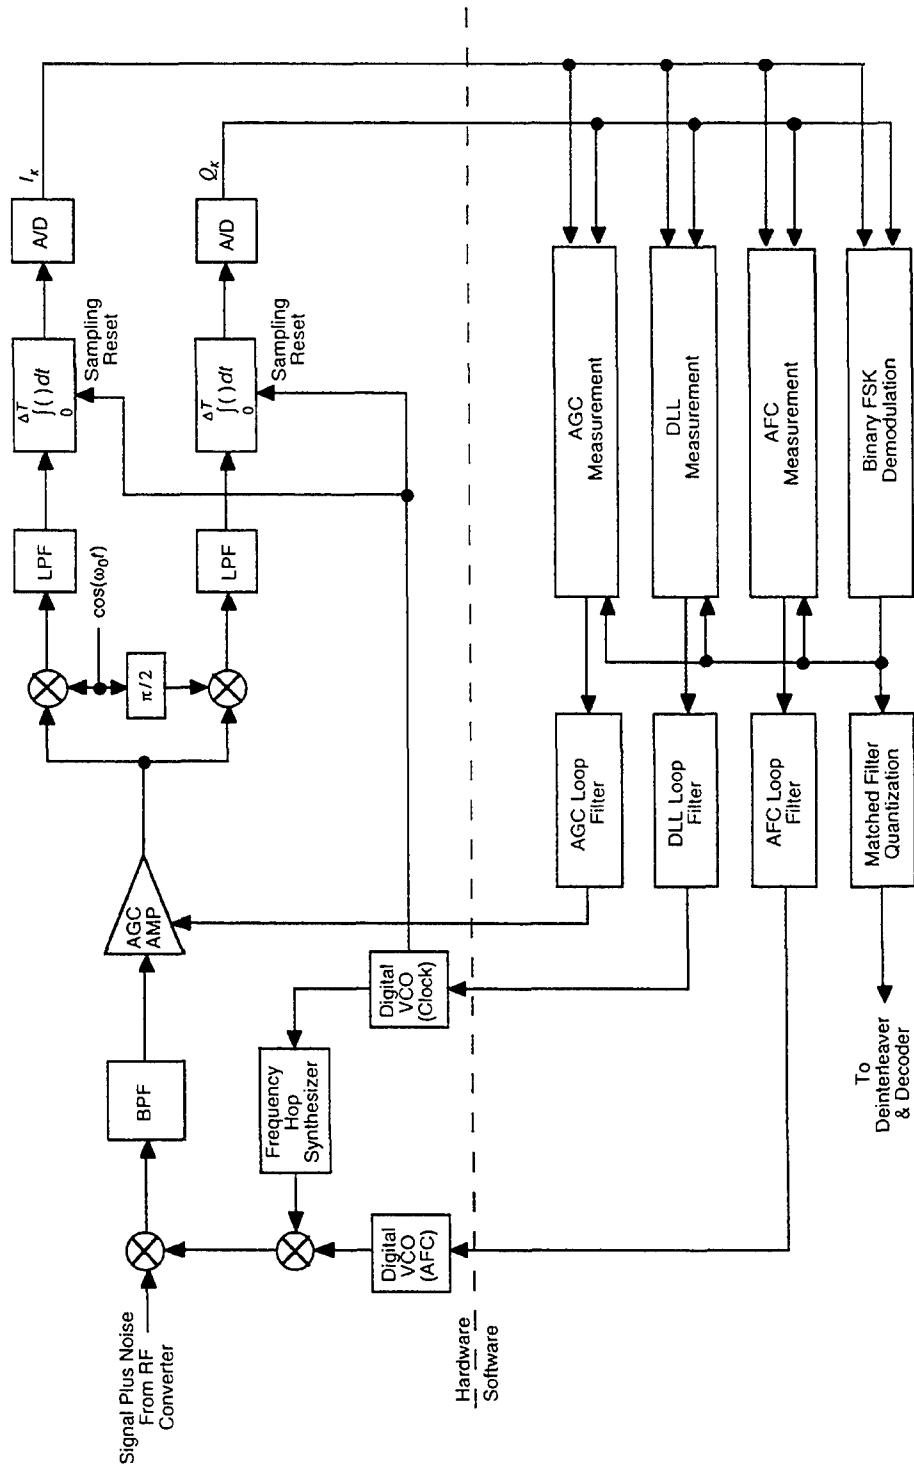 Signal Plus Noise
From RF
Converter
BPF
AGC
AMP
cos(ω₀t)
π/2
LPF
LPF
ΔT
∫( ) dt
0
Sampling
Reset
ΔT
∫( ) dt
0
Sampling
Reset
A/D
A/D
I_K
Q_K
Frequency
Hop
Synthesizer
Digital
VCO
(Clock)
Digital
VCO
(AFC)
Hardware
Software
AGC Loop
Filter
AGC
Measurement
DLL Loop
Filter
DLL
Measurement
AFC Loop
Filter
AFC
Measurement
Matched Filter
Quantization
Binary FSK
Demodulation
To
Deinterleaver
& Decoder